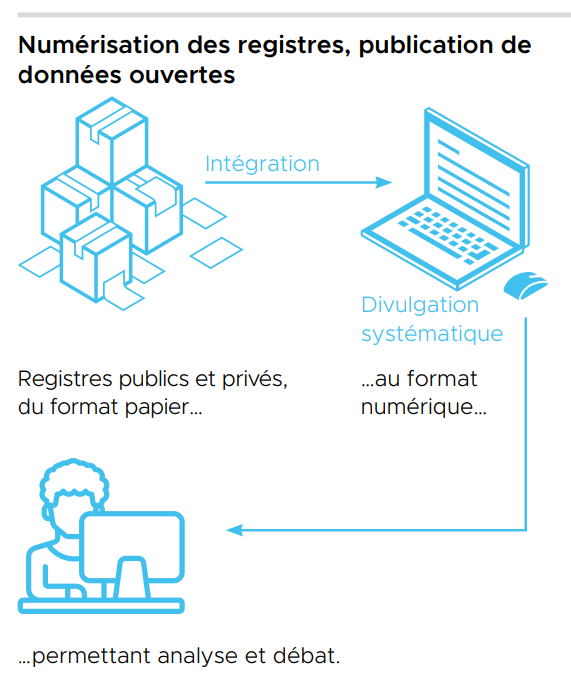 Numérisation des registres, publication de
données ouvertes
Intégration
Divulgation
systématique
Registres publics et privés,
du format papier...
...au format
numérique...
...permettant analyse et débat.